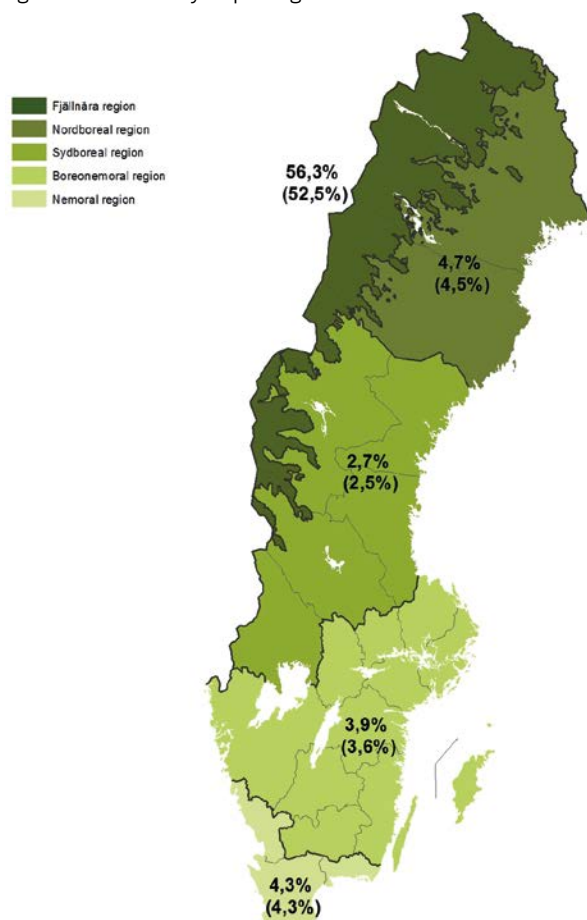 Fjällnära region
Nordboreal region
Sydboreal region
Boreonemoral region
Nemoral region
56,3%
(52,5%)
4,7%
(4,5%)
2,7%
(2,5%)
3,9%
(3,6%)
4,3%
(4,3%)